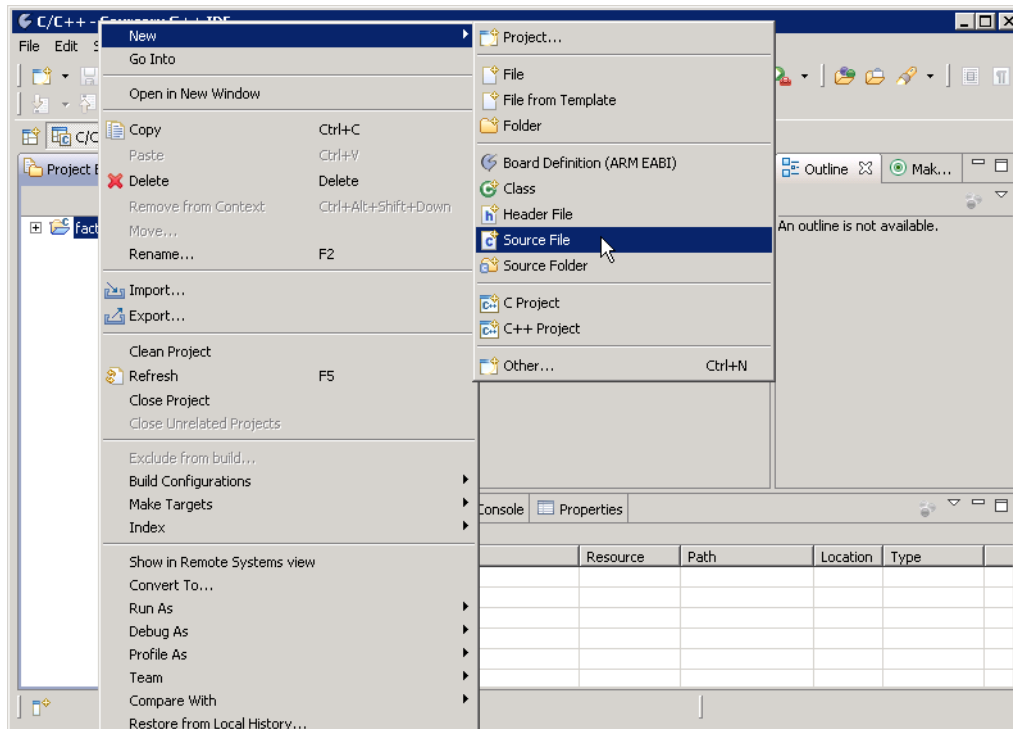 C/C++ -
File Edit
New
Go Into
Open in New Window
Copy Ctrl+C
Paste Ctrl+V
Delete Delete
Remove from Context Ctrl+Alt+Shift+Down
Move...
Rename... F2
Import...
Export...
Clean Project
Refresh F5
Close Project
Close Unrelated Projects
Exclude from build...
Build Configurations
Make Targets
Index
Show in Remote Systems view
Convert To...
Run As
Debug As
Profile As
Team
Compare With
Restore from Local History...
Project...
File
File from Template
Folder
Board Definition (ARM EABI)
Class
Header File
Source File
Source Folder
C Project
C++ Project
Other... Ctrl+N
C/C
Project E
fact
Outline Mak...
An outline is not available.
Console Properties
Resource Path Location Type